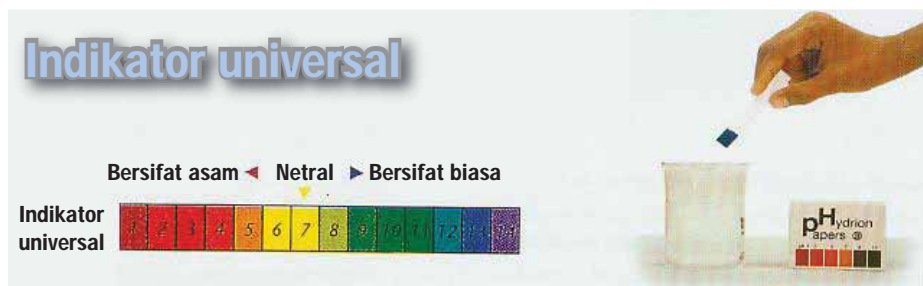 Indikator universal
Bersifat asam ◄ Netral ► Bersifat biasa
Indikator
universal
1 2 3 4 5 6 7 8 9 10 11 12 13 14
pHydrion
Papers